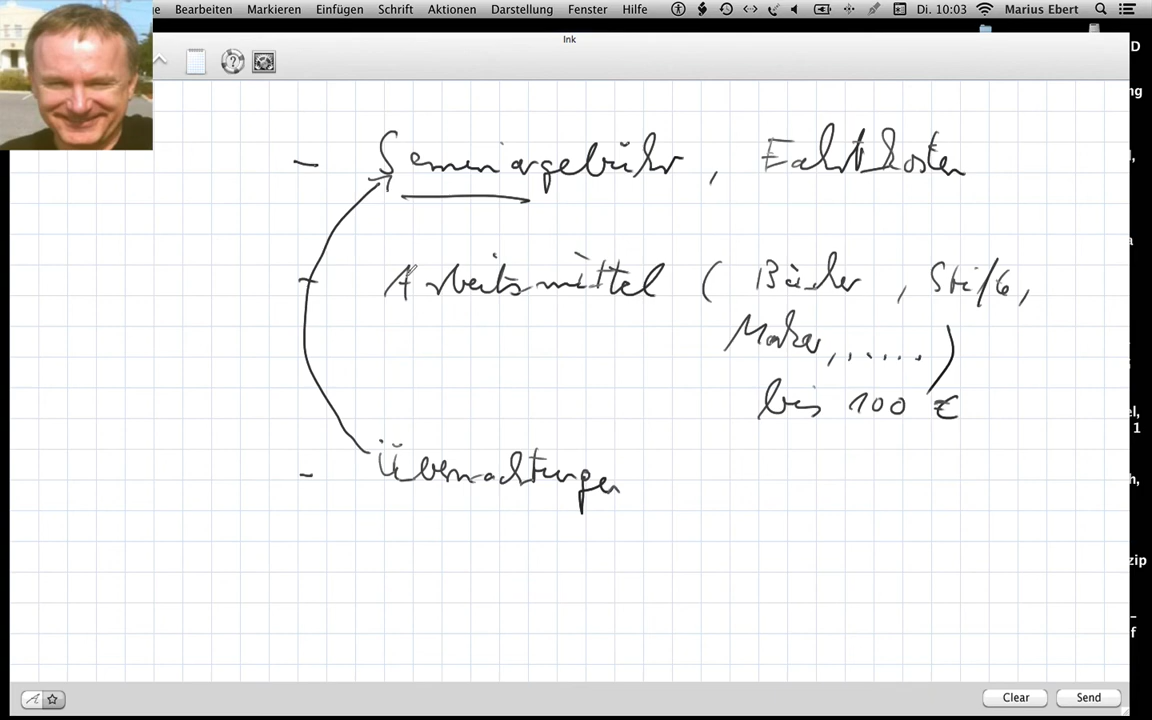 Bearbeiten Markieren Einfügen Schrift Aktionen Darstellung Fenster Hilfe Di. 10:03 Marius Ebert
Ink
- Seminargebühr, Fahrtkosten
- Arbeitsmittel ( Bücher, Stifte,
Marker, ..... )
bis 100 €
- Übernachtungen
Clear Send